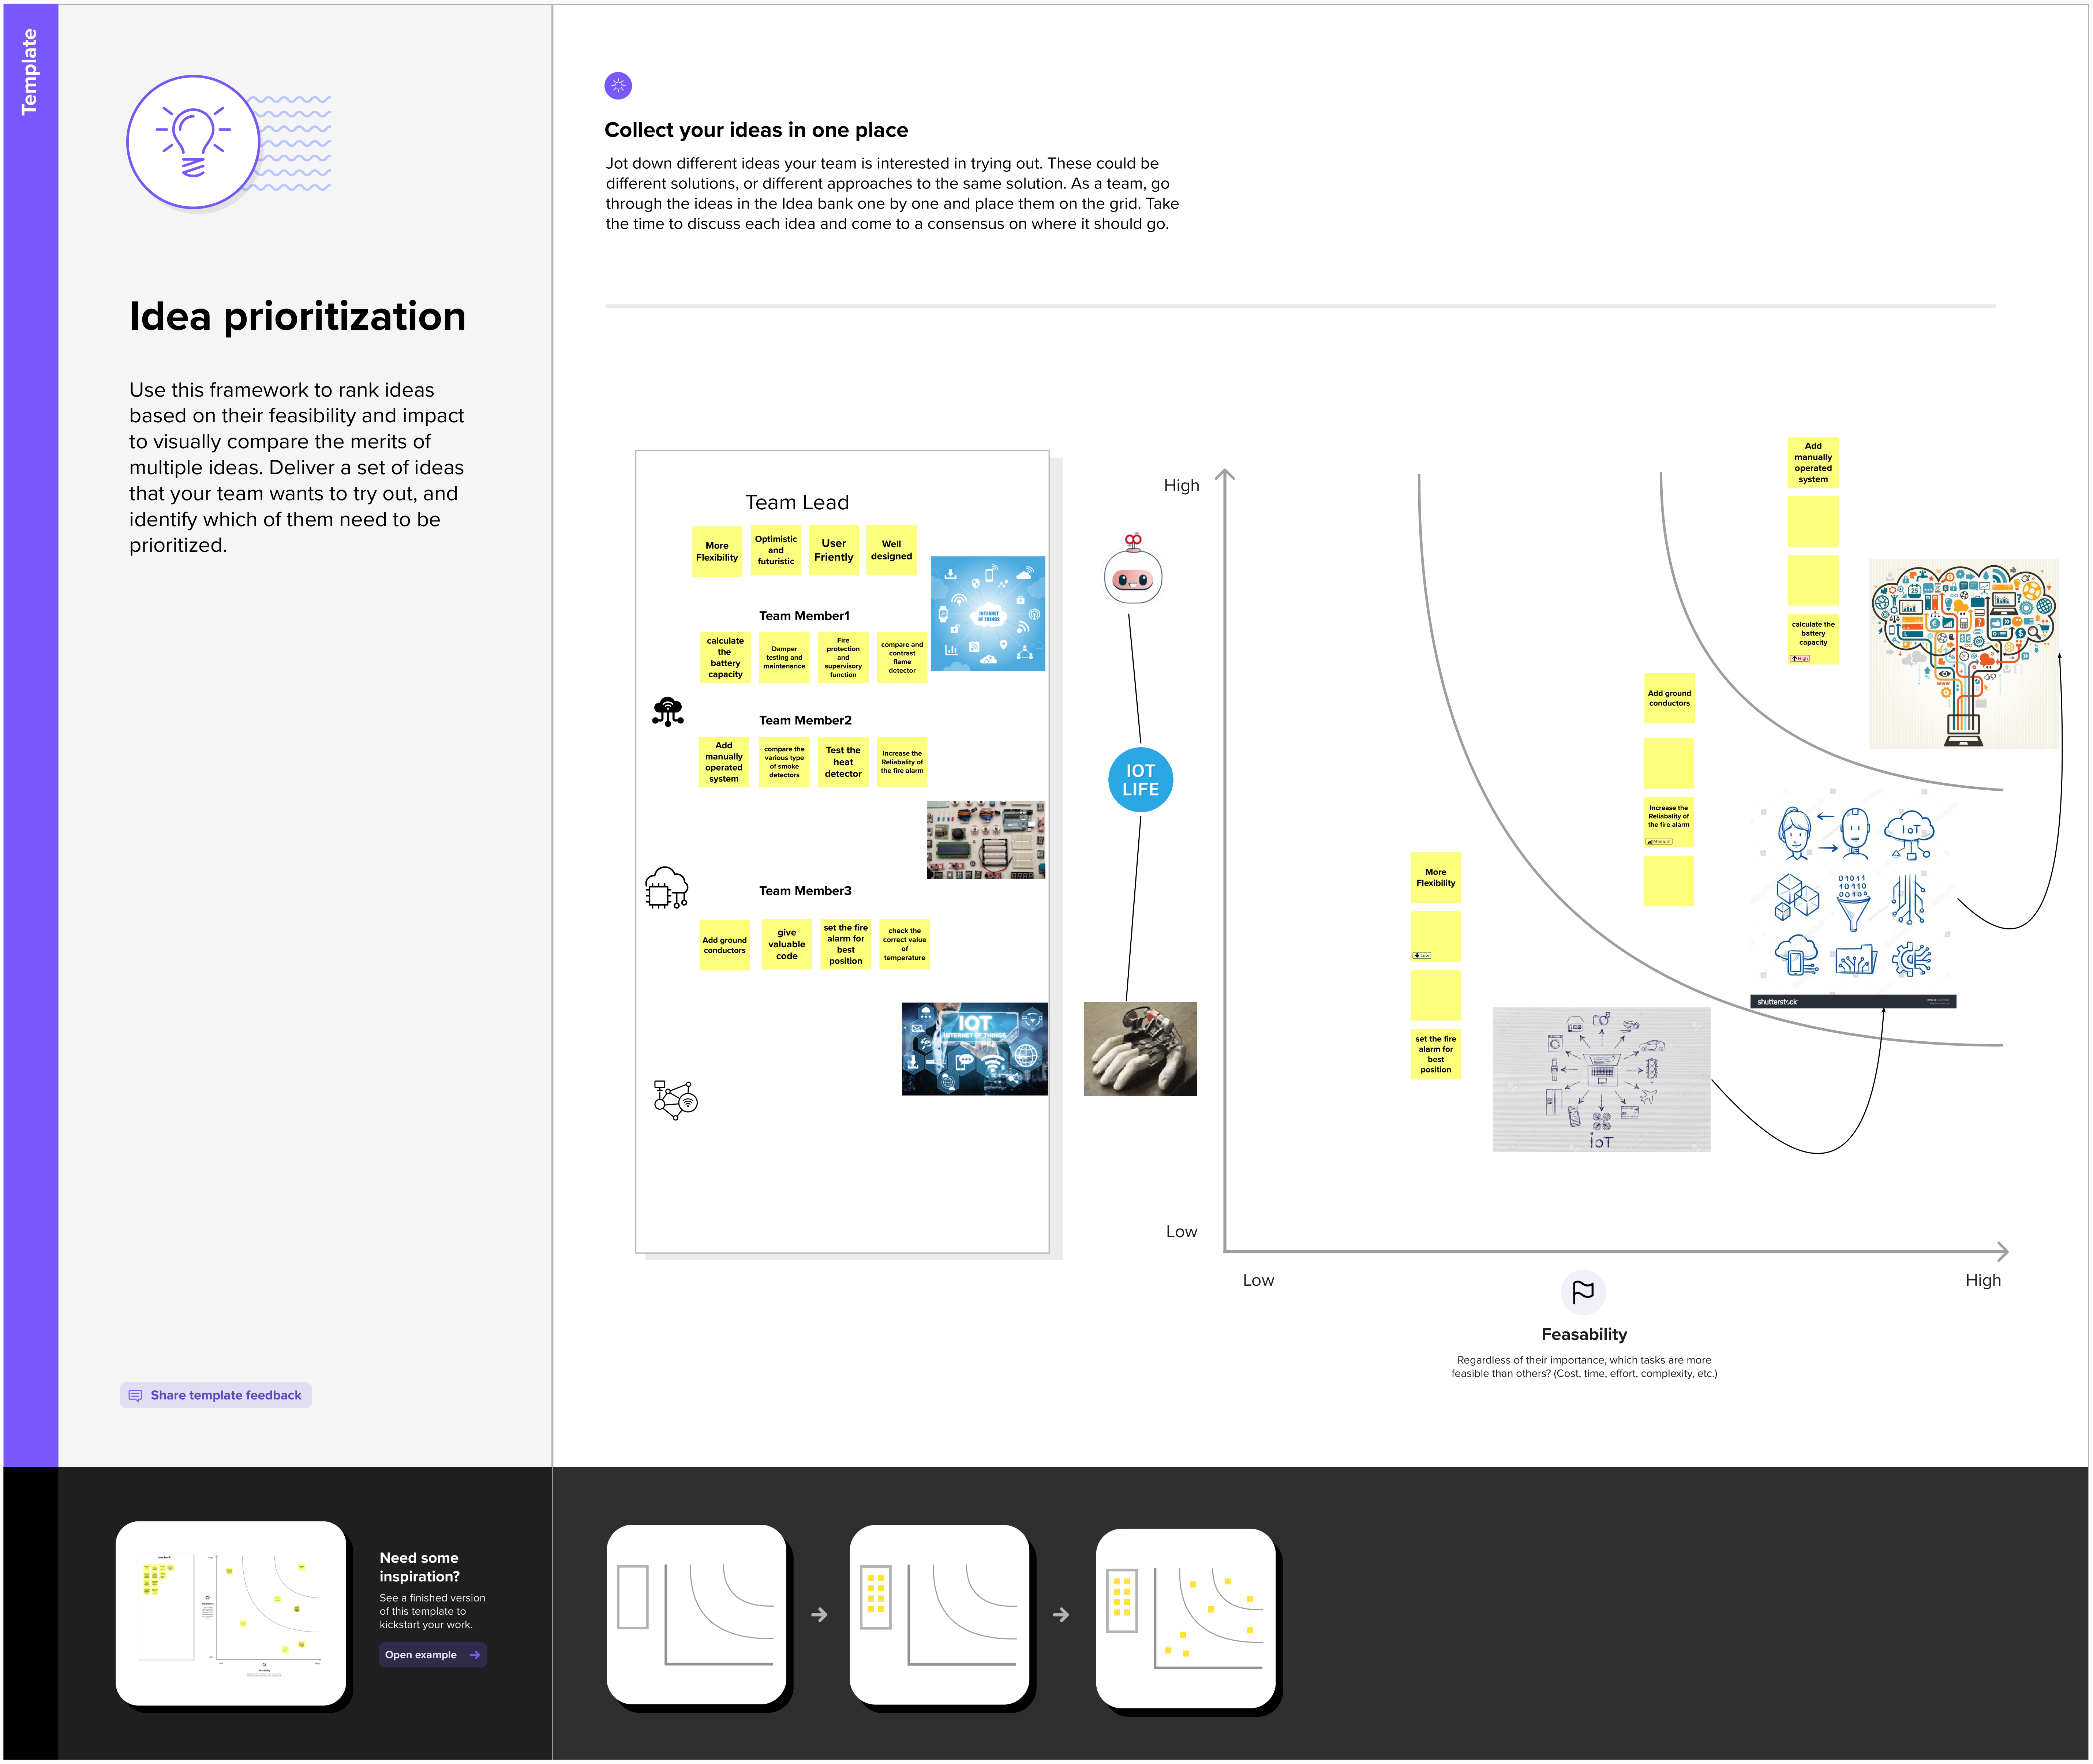 Template
Idea prioritization
Use this framework to rank ideas
based on their feasibility and impact
to visually compare the merits of
multiple ideas. Deliver a set of ideas
that your team wants to try out, and
identify which of them need to be
prioritized.
Share template feedback
Collect your ideas in one place
Jot down different ideas your team is interested in trying out. These could be
different solutions, or different approaches to the same solution. As a team, go
through the ideas in the Idea bank one by one and place them on the grid. Take
the time to discuss each idea and come to a consensus on where it should go.
Team Lead
More
Flexibility
Optimistic
and
futuristic
User
Friently
Well
designed
INTERNET
OF THINGS
Team Member1
calculate
the
battery
capacity
Damper
testing and
maintenance
Fire
protection
and
supervisory
function
compare and
contrast
flame
detector
Team Member2
Add
manually
operated
system
compare the
various type
of smoke
detectors
Test the
heat
detector
Increase the
Reliabality of
the fire alarm
Team Member3
Add ground
conductors
give
valuable
code
set the fire
alarm for
best
position
check the
correct value
of
temperature
IOT
INTERNET OF THINGS
IOT
LIFE
High
Low
Low
High
More
Flexibility
Low
set the fire
alarm for
best
position
Add ground
conductors
Increase the
Reliabality of
the fire alarm
Medium
Add
manually
operated
system
calculate the
battery
capacity
High
25
WWW
IoT
01011
10110
00100
shutterstock
IoT
Feasability
Regardless of their importance, which tasks are more
feasible than others? (Cost, time, effort, complexity, etc.)
Need some
inspiration?
See a finished version
of this template to
kickstart your work.
Open example